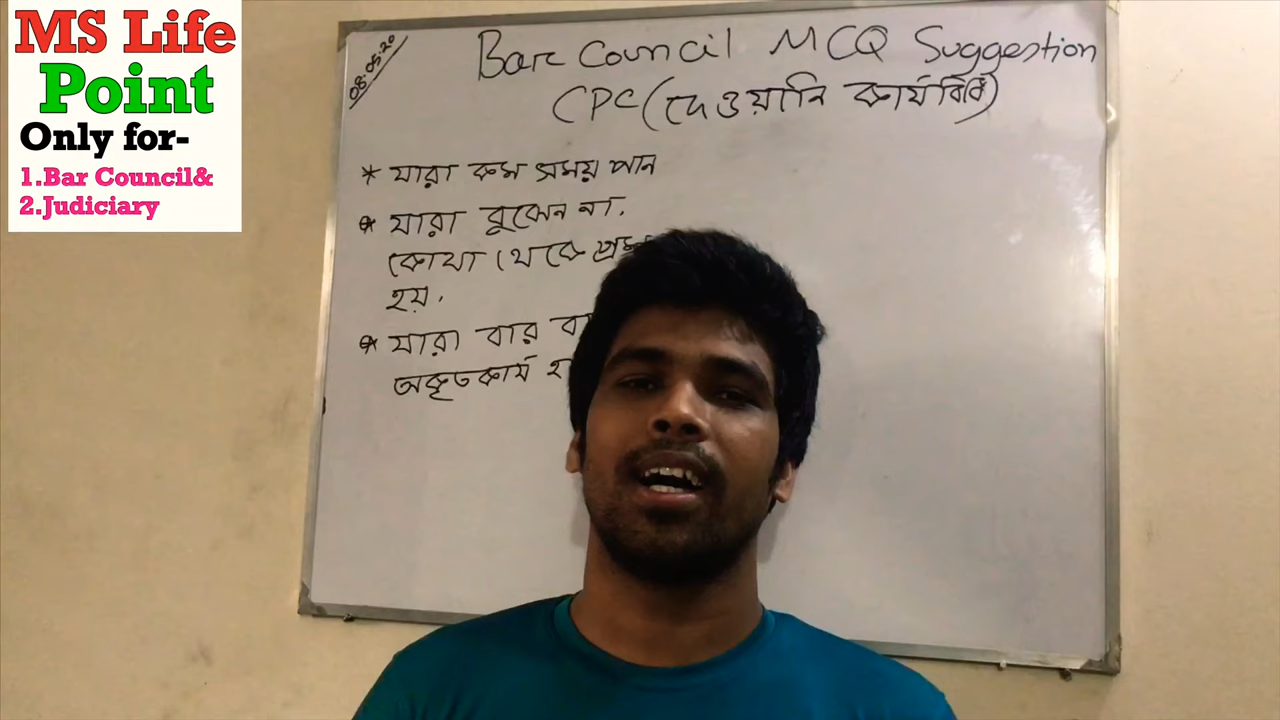 MS Life
Point
Only for-
1.Bar Council&
2.Judiciary
08.05.20
Bar Council MCQ Suggestion
CPC (দেওয়ানি কার্যবিধি)
* যারা কম সময় পান
* যারা বুঝেন না.
কোথা থেকে প্রশ্ন
হয়.
* যারা বার
অকৃতকার্য